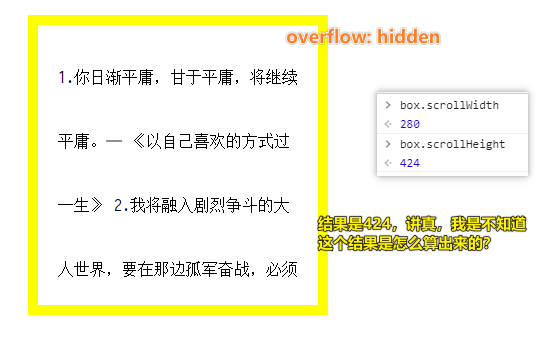 overflow: hidden
1.你日渐平庸，甘于平庸，将继续
平庸。— 《以自己喜欢的方式过
一生》 2.我将融入剧烈争斗的大
人世界，要在那边孤军奋战，必须
> box.scrollWidth
< 280
> box.scrollHeight
< 424
结果是424，讲真，我是不知道
这个结果是怎么算出来的？